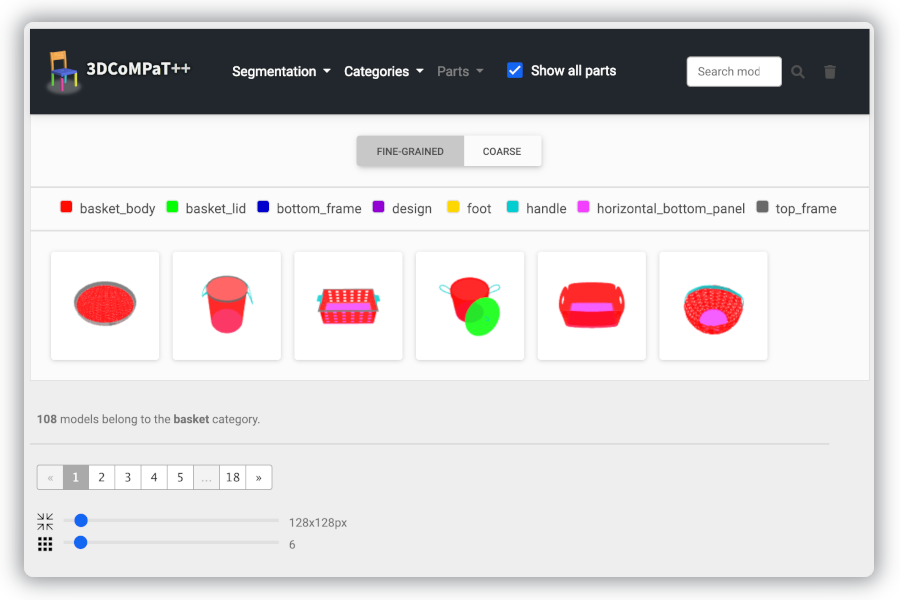 3DCoMPaT++ Segmentation Categories Parts Show all parts Search mod
FINE-GRAINED COARSE
basket_body basket_lid bottom_frame design foot handle horizontal_bottom_panel top_frame
108 models belong to the basket category.
« 1 2 3 4 5 ... 18 »
128x128px
6